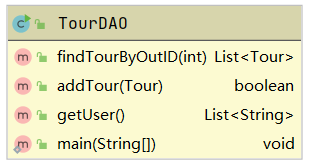 TourDAO
findTourByOutID(int) List<Tour>
addTour(Tour) boolean
getUser() List<String>
main(String[]) void